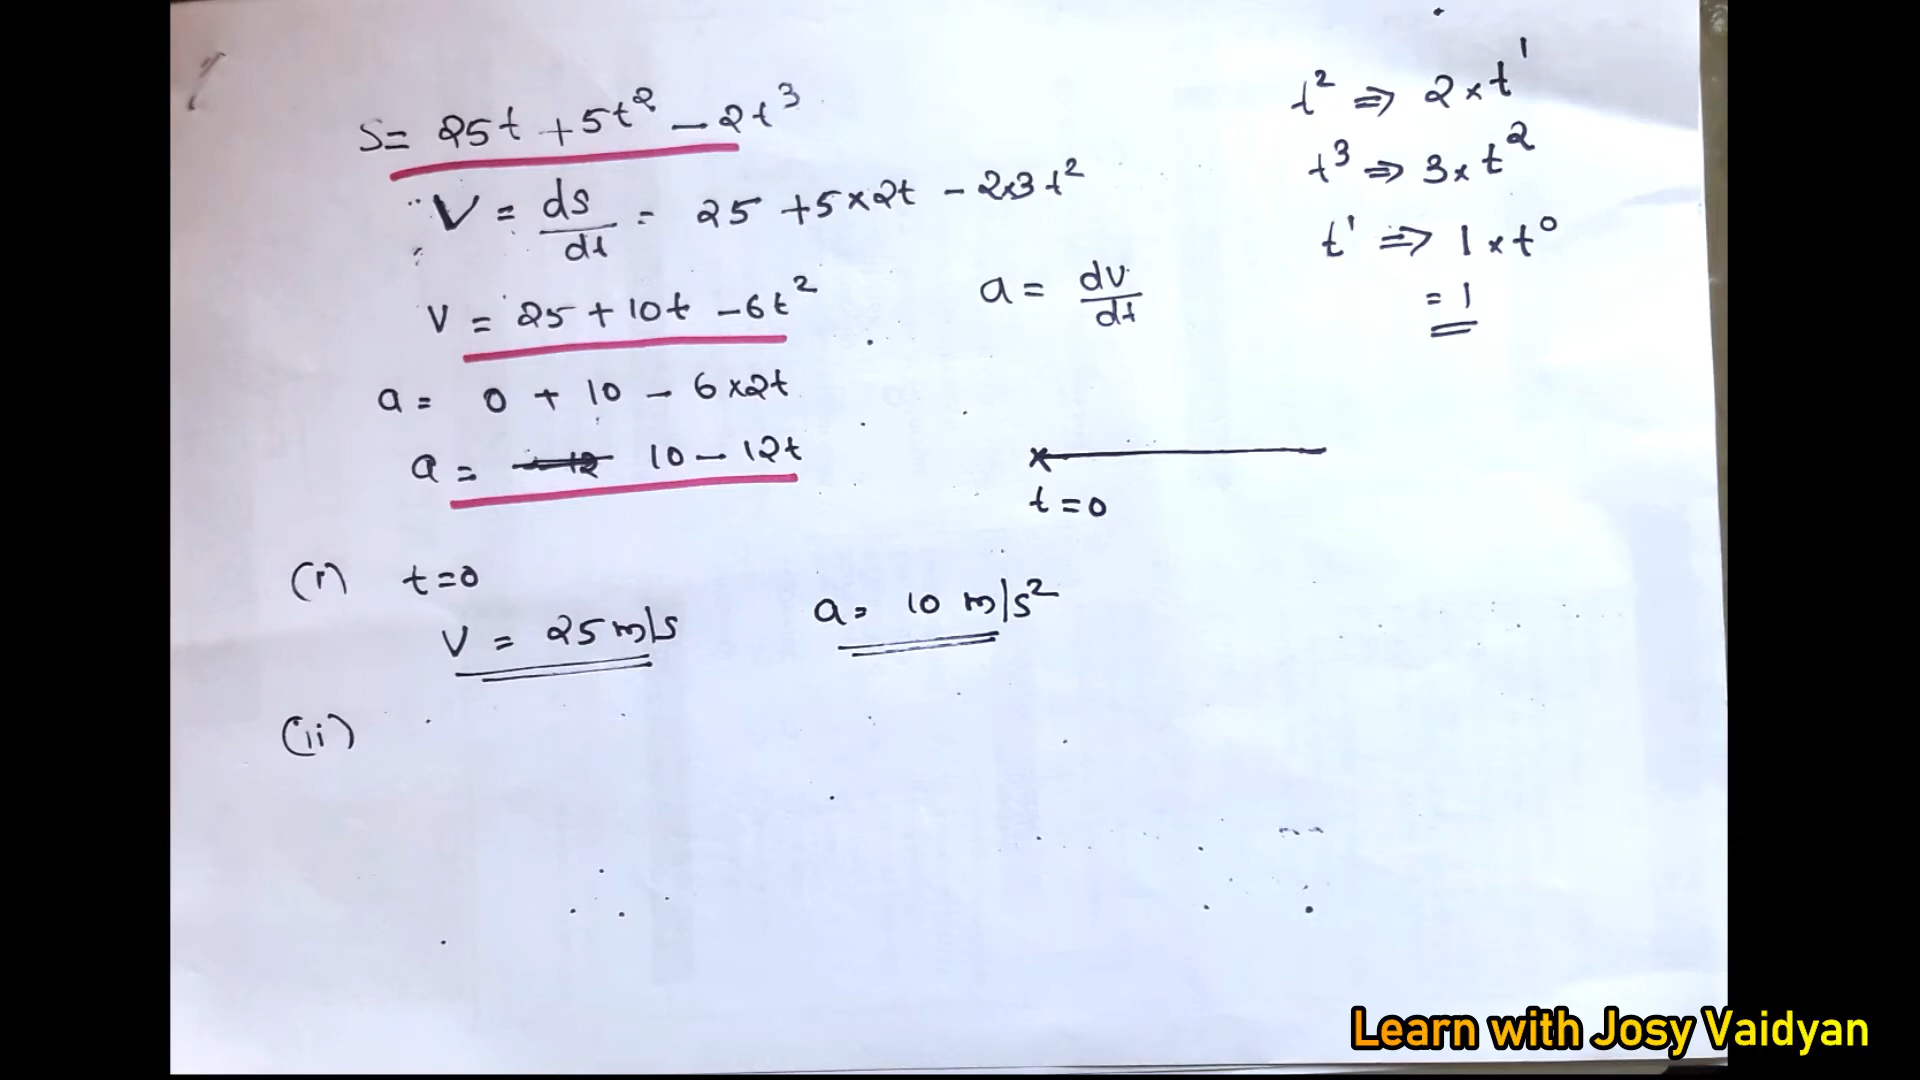 S= 25t + 5t² - 2t³
V = ds/dt = 25 + 5×2t - 2×3t²
V = 25 + 10t - 6t²
a = dv/dt
a = 0 + 10 - 6×2t
a = 10 - 12t
t² ⇒ 2×t¹
t³ ⇒ 3×t²
t¹ ⇒ 1×t⁰
= 1
t=0
(i) t=0
V = 25 m/s
a = 10 m/s²
(ii)
Learn with Josy Vaidyan